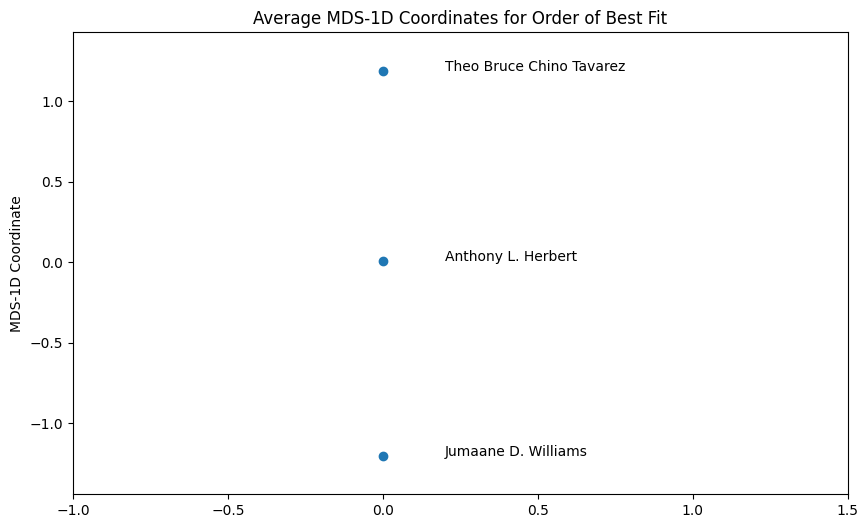 Average MDS-1D Coordinates for Order of Best Fit
Theo Bruce Chino Tavarez
1.0
0.5
MDS-1D Coordinate
0.0
Anthony L. Herbert
−0.5
−1.0
Jumaane D. Williams
−1.0 −0.5 0.0 0.5 1.0 1.5